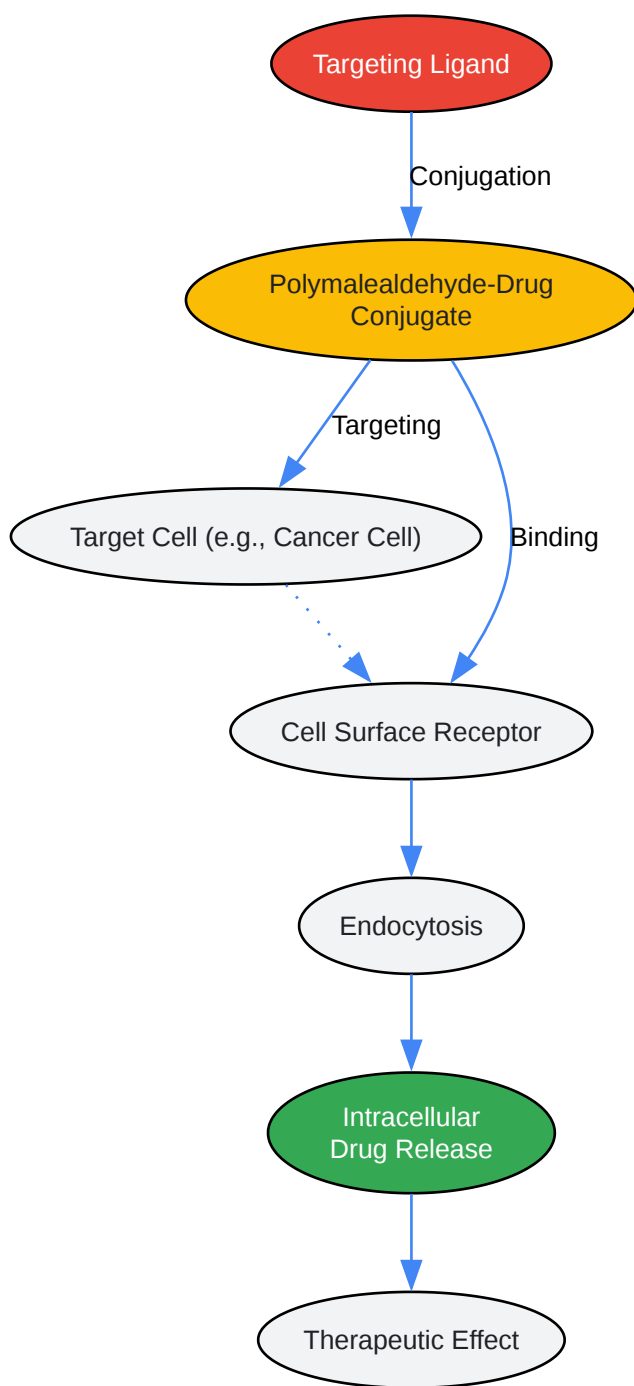 Targeting Ligand
Conjugation
Polymalealdehyde-Drug
Conjugate
Targeting
Target Cell (e.g., Cancer Cell)
Binding
Cell Surface Receptor
Endocytosis
Intracellular
Drug Release
Therapeutic Effect